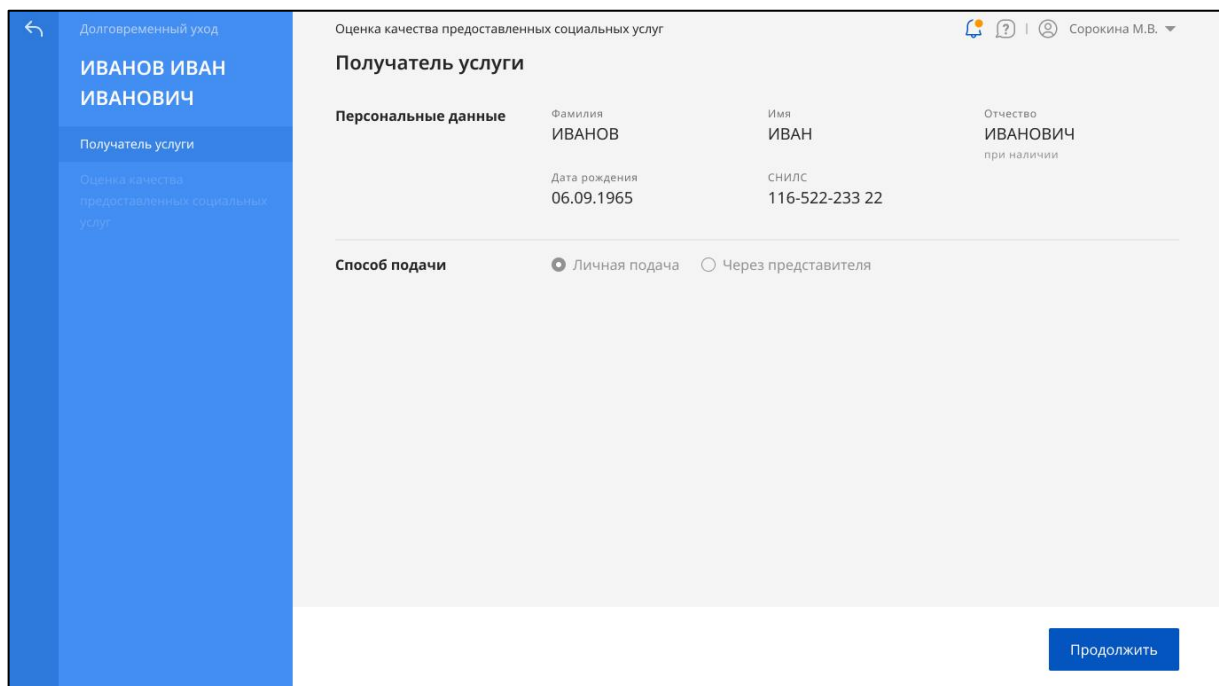 Долговременный уход
ИВАНОВ ИВАН
ИВАНОВИЧ
Получатель услуги
Оценка качества
предоставленных социальных
услуг
Оценка качества предоставленных социальных услуг
Сорокина М.В.
Получатель услуги
Персональные данные
Фамилия
ИВАНОВ
Имя
ИВАН
Отчество
ИВАНОВИЧ
при наличии
Дата рождения
06.09.1965
СНИЛС
116-522-233 22
Способ подачи
Личная подача
Через представителя
Продолжить